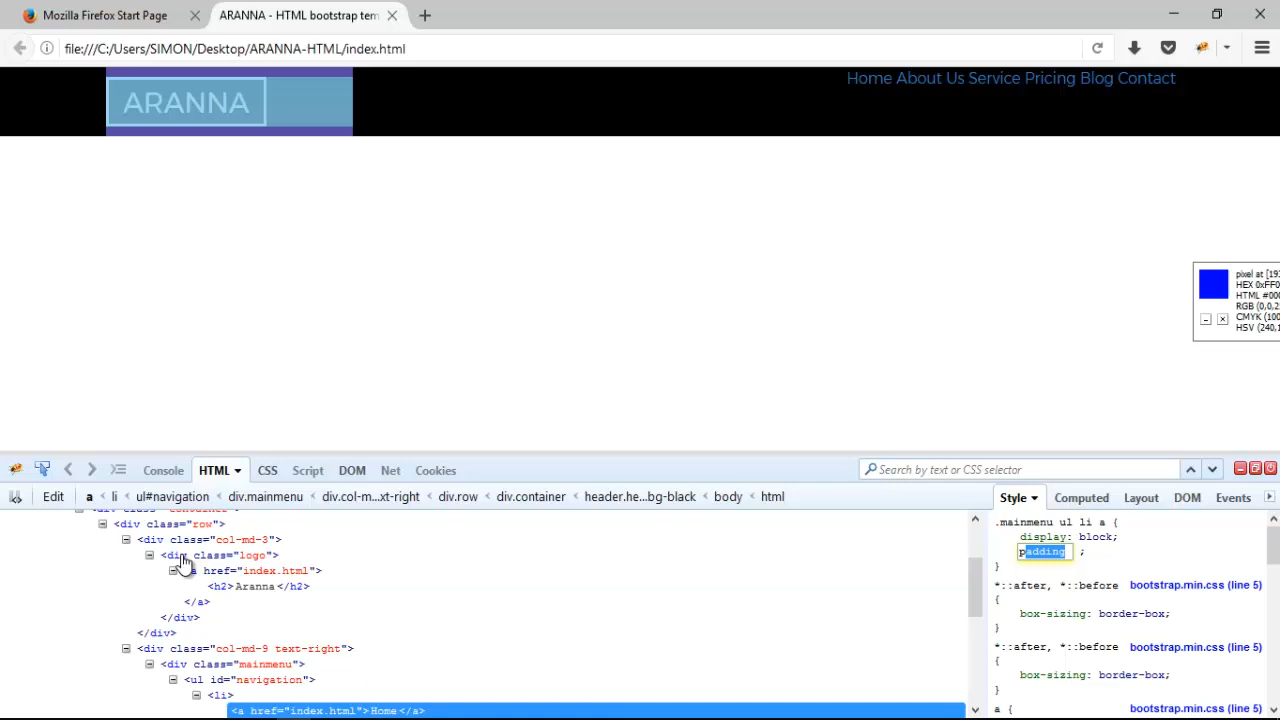 Mozilla Firefox Start Page
ARANNA - HTML bootstrap tem
file:///C:/Users/SIMON/Desktop/ARANNA-HTML/index.html
ARANNA
Home About Us Service Pricing Blog Contact
pixel at [19
HEX 0xFF0
HTML #000
RGB (0,0,2
CMYK (100
HSV (240,1
Console HTML CSS Script DOM Net Cookies
Search by text or CSS selector
Edit a < li < ul#navigation < div.mainmenu < div.col-m...xt-right < div.row < div.container < header.he...bg-black < body < html
Style Computed Layout DOM Events
<div class="row">
<div class="col-md-3">
<div class="logo">
a href="index.html">
<h2>Aranna</h2>
</a>
</div>
</div>
<div class="col-md-9 text-right">
<div class="mainmenu">
<ul id="navigation">
<li>
<a href="index.html">Home</a>
.mainmenu ul li a {
display: block;
padding ;
}
*::after, *::before bootstrap.min.css (line 5)
{
box-sizing: border-box;
}
*::after, *::before bootstrap.min.css (line 5)
{
box-sizing: border-box;
}
a { bootstrap.min.css (line 5)